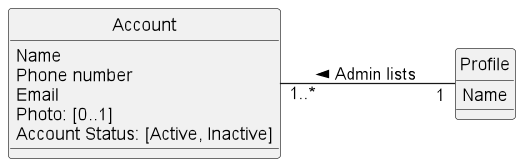 Account
Name
Phone number
Email
Photo: [0..1]
Account Status: [Active, Inactive]
Admin lists
1..*
1
Profile
Name